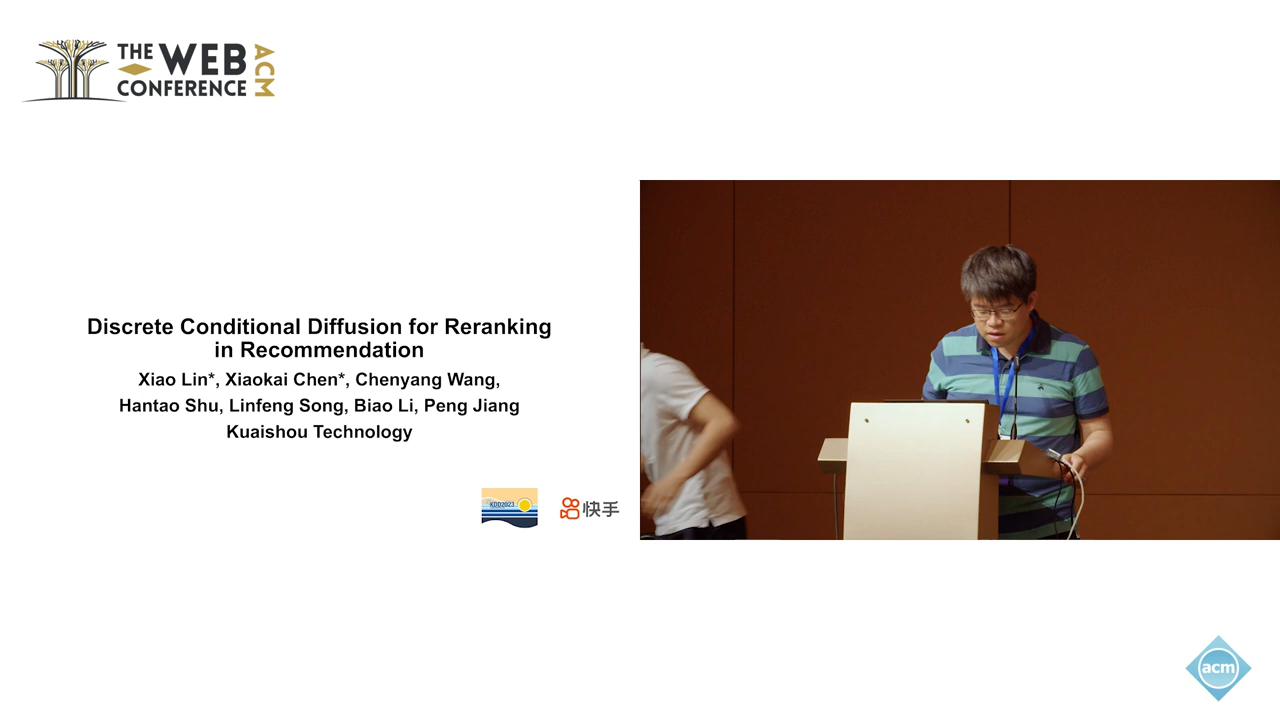 THE WEB
CONFERENCE
ACM
Discrete Conditional Diffusion for Reranking
in Recommendation
Xiao Lin*, Xiaokai Chen*, Chenyang Wang,
Hantao Shu, Linfeng Song, Biao Li, Peng Jiang
Kuaishou Technology
KDD2023
快手
acm